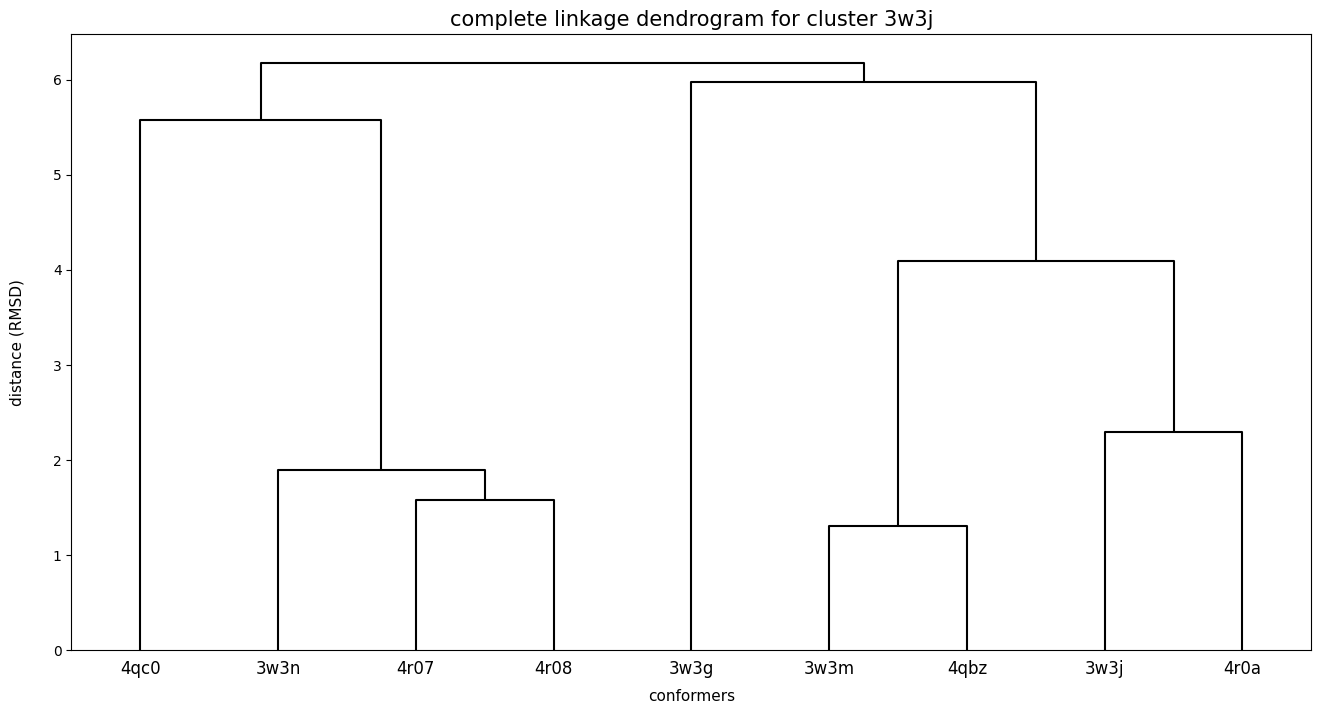 complete linkage dendrogram for cluster 3w3j
6
5
4
3
2
1
0
distance (RMSD)
4qc0 3w3n 4r07 4r08 3w3g 3w3m 4qbz 3w3j 4r0a
conformers